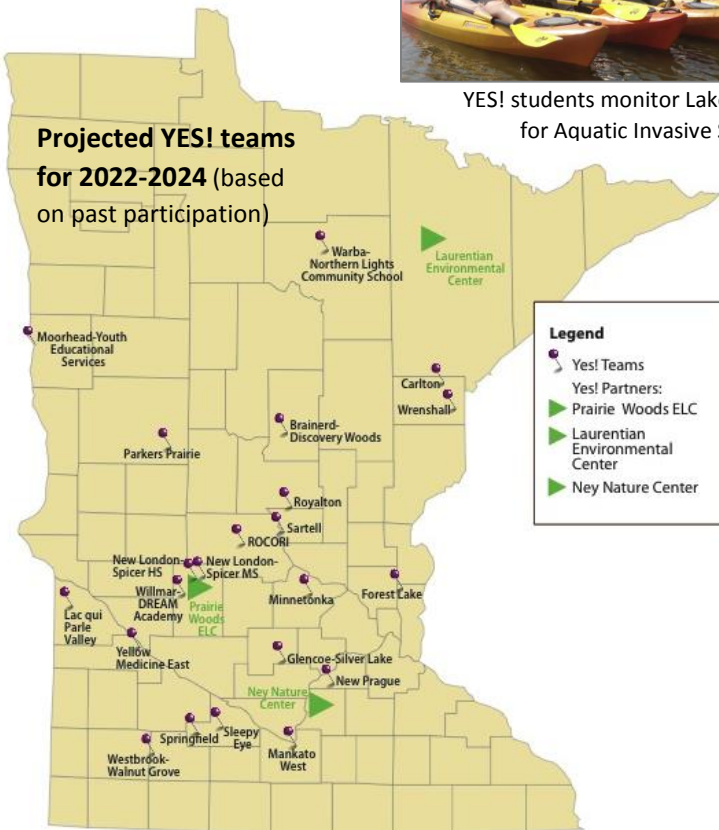 YES! students monitor Lake
for Aquatic Invasive
Projected YES! teams
for 2022-2024 (based
on past participation)
Warba-
Northern Lights
Community School
Laurentian
Environmental
Center
Moorhead-Youth
Educational
Services
Legend
Yes! Teams
Yes! Partners:
Prairie Woods ELC
Laurentian
Environmental
Center
Ney Nature Center
Carlton
Wrenshall
Brainerd-
Discovery Woods
Parkers Prairie
Royalton
Sartell
ROCORI
New London-
Spicer HS
New London-
Spicer MS
Willmar-
DREAM
Academy
Prairie
Woods
ELC
Minnetonka
Forest Lake
Lac qui
Parle
Valley
Yellow
Medicine East
Glencoe-Silver Lake
New Prague
Ney Nature
Center
Springfield
Sleepy
Eye
Mankato
West
Westbrook-
Walnut Grove